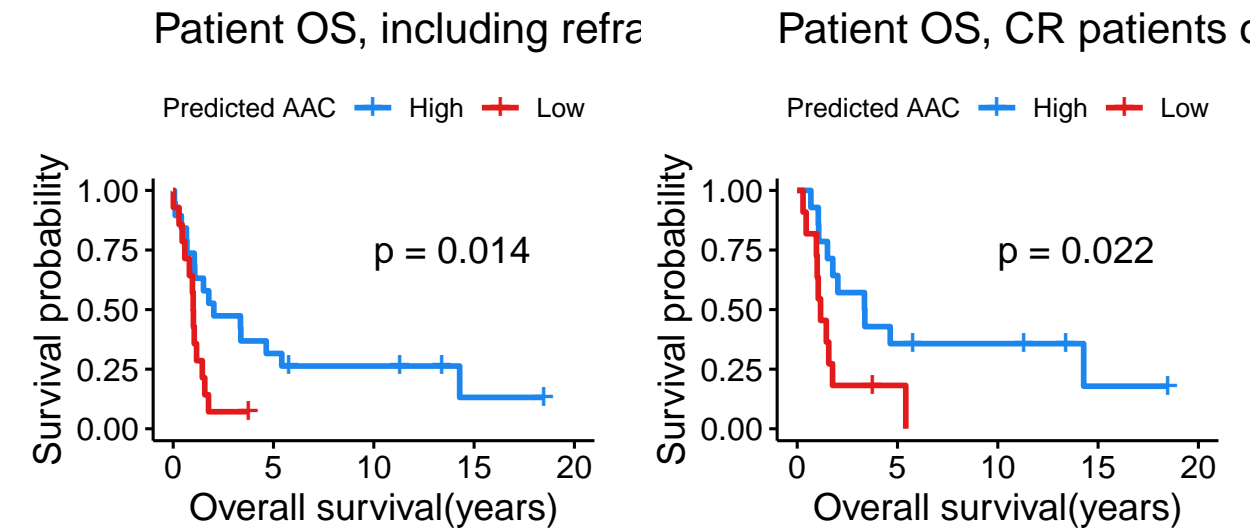 Patient OS, including refra
Predicted AAC High Low
Survival probability
1.00
0.75
0.50
0.25
0.00
p = 0.014
0 5 10 15 20
Overall survival(years)
Patient OS, CR patients
Predicted AAC High Low
Survival probability
1.00
0.75
0.50
0.25
0.00
p = 0.022
0 5 10 15 20
Overall survival(years)